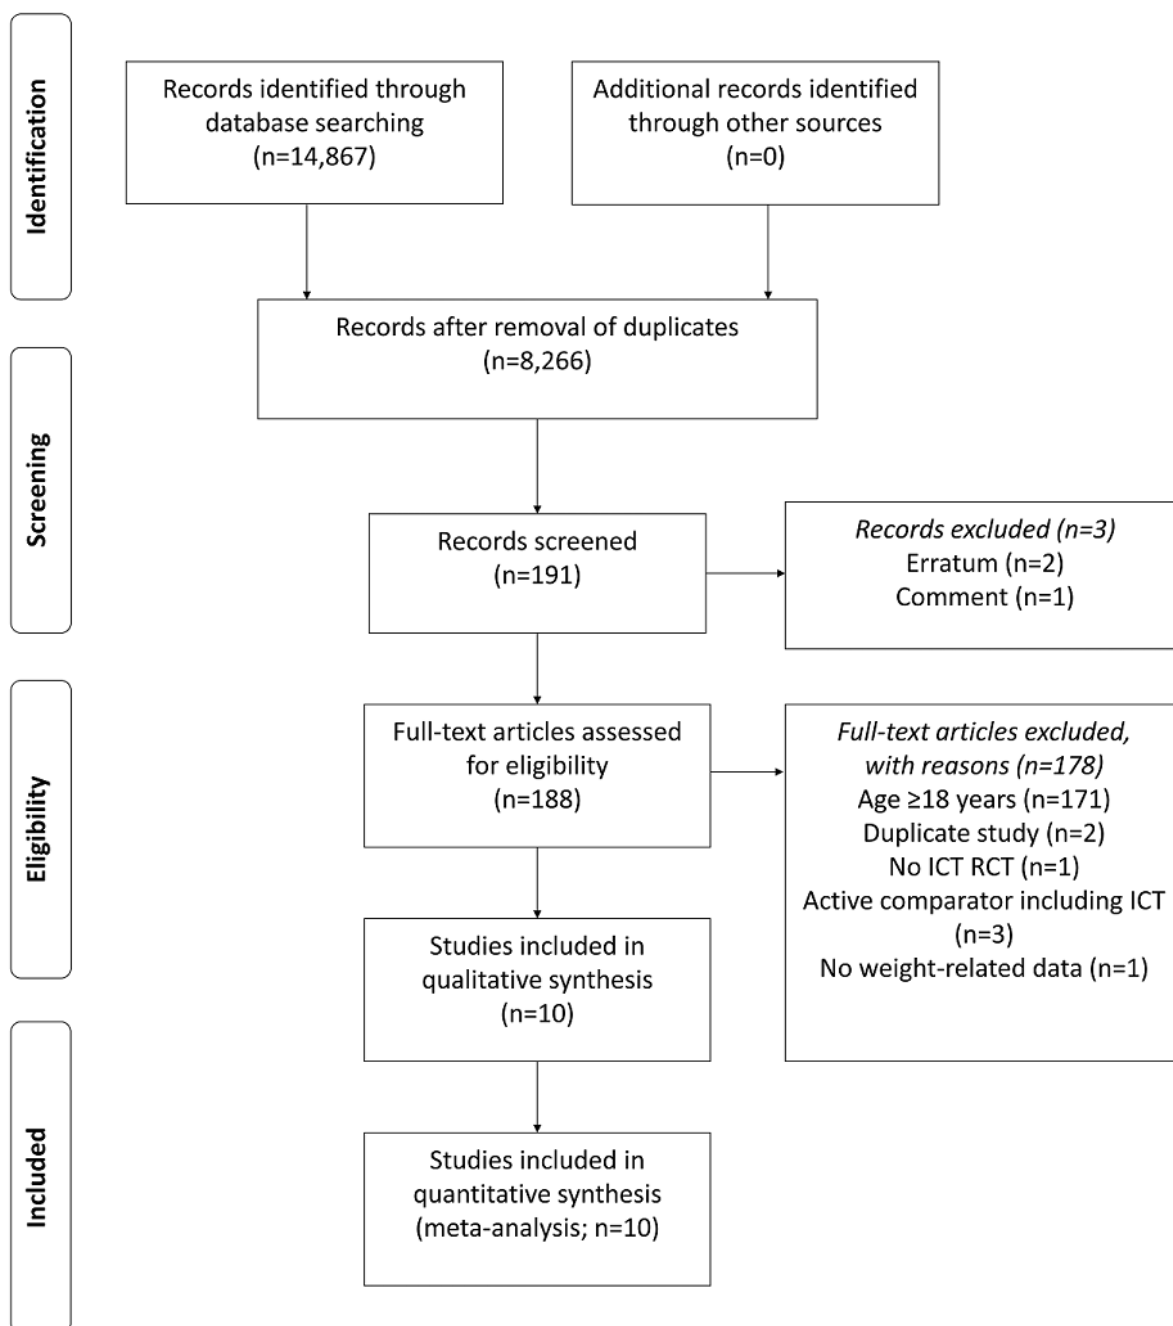 Identification
Records identified through
database searching
(n=14,867)
Additional records identified
through other sources
(n=0)
Records after removal of duplicates
(n=8,266)
Screening
Records screened
(n=191)
Records excluded (n=3)
Erratum (n=2)
Comment (n=1)
Eligibility
Full-text articles assessed
for eligibility
(n=188)
Full-text articles excluded,
with reasons (n=178)
Age ≥18 years (n=171)
Duplicate study (n=2)
No ICT RCT (n=1)
Active comparator including ICT
(n=3)
No weight-related data (n=1)
Studies included in
qualitative synthesis
(n=10)
Included
Studies included in
quantitative synthesis
(meta-analysis; n=10)